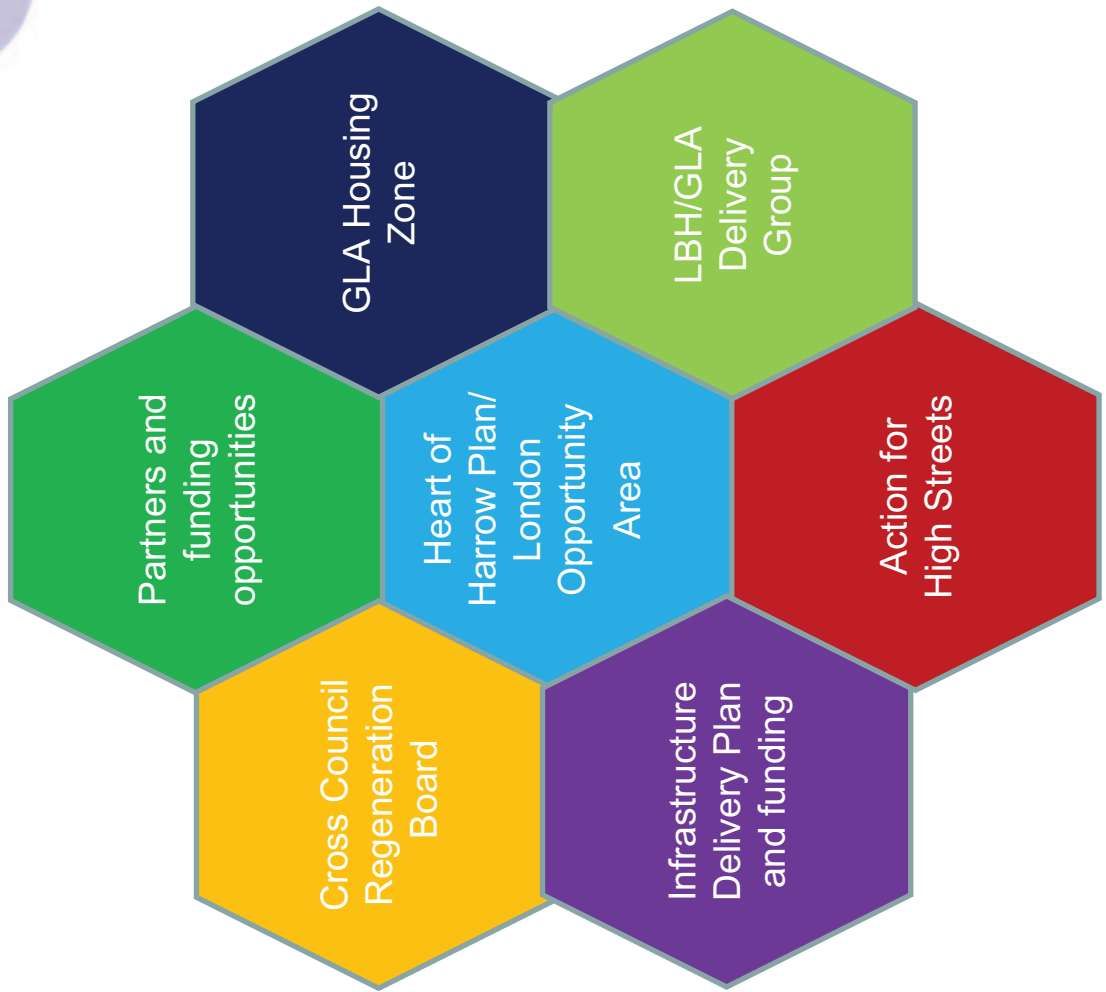 Partners and
funding
opportunities
Cross Council
Regeneration
Board
GLA Housing
Zone
Heart of
Harrow Plan/
London
Opportunity
Area
Infrastructure
Delivery Plan
and funding
LBH/GLA
Delivery
Group
Action for
High Streets